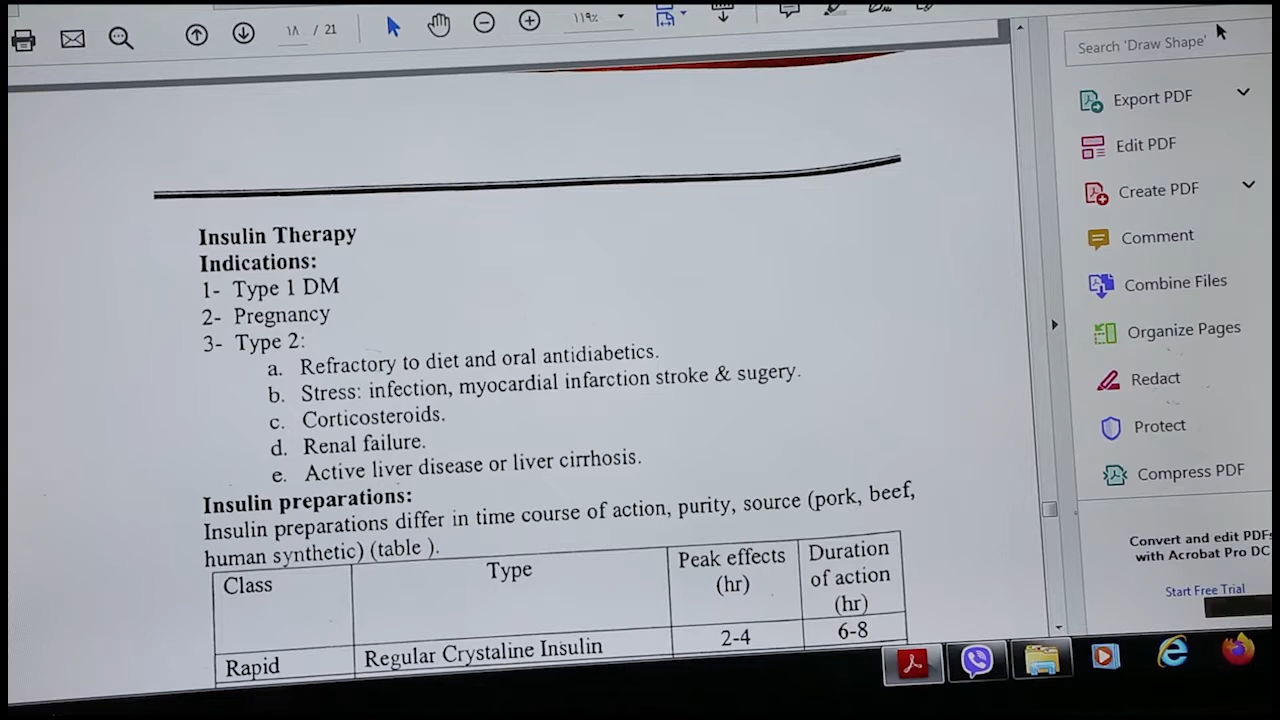 ١٨ / 21
١١٩٪
Search 'Draw Shape'
Export PDF
Edit PDF
Create PDF
Comment
Combine Files
Organize Pages
Redact
Protect
Compress PDF
Convert and edit PDFs
with Acrobat Pro DC
Start Free Trial
Insulin Therapy
Indications:
1- Type 1 DM
2- Pregnancy
3- Type 2:
a. Refractory to diet and oral antidiabetics.
b. Stress: infection, myocardial infarction stroke & sugery.
c. Corticosteroids.
d. Renal failure.
e. Active liver disease or liver cirrhosis.
Insulin preparations:
Insulin preparations differ in time course of action, purity, source (pork, beef,
human synthetic) (table ).
Class Type Peak effects (hr) Duration of action (hr)
Rapid Regular Crystaline Insulin 2-4 6-8